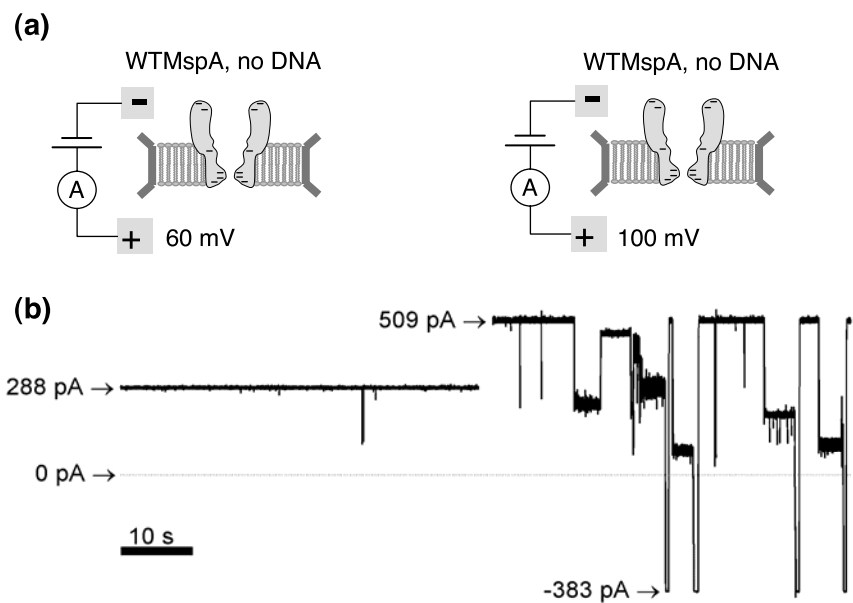 (a)
WTMspA, no DNA
WTMspA, no DNA
-
-
A
A
+
60 mV
+
100 mV
(b)
509 pA →
288 pA →
0 pA →
10 s
-383 pA →